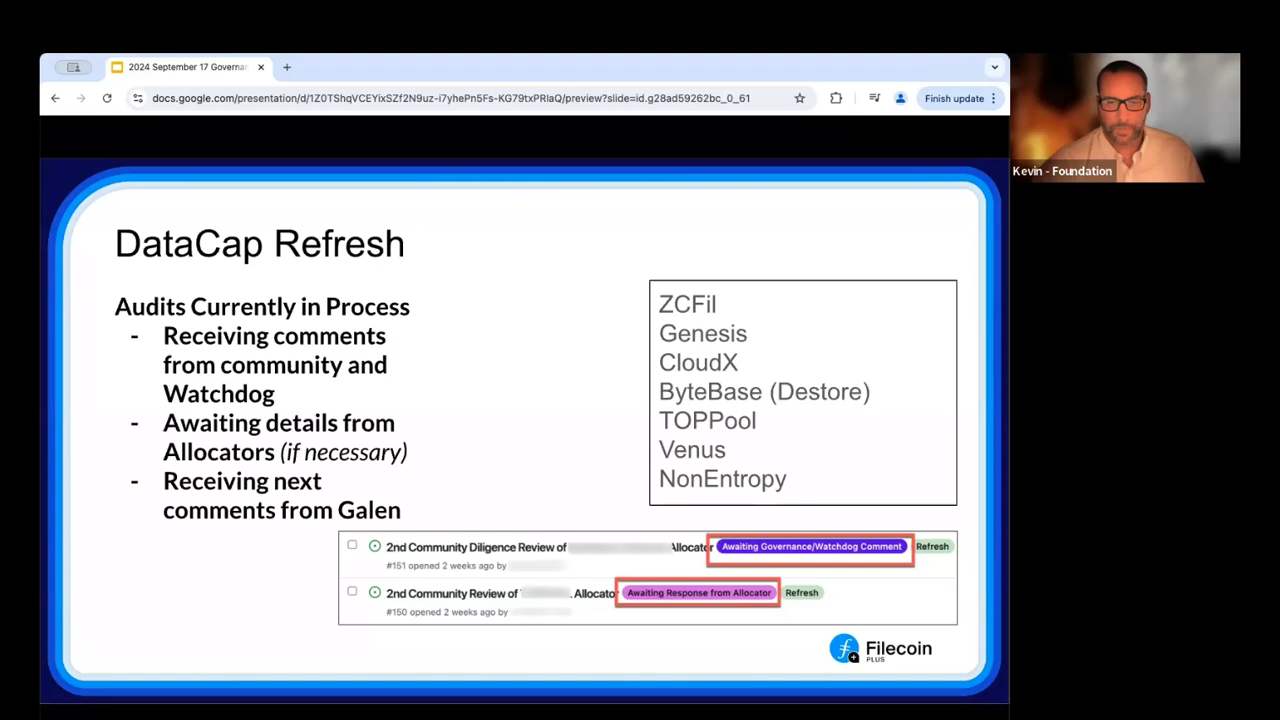 2024 September 17 Governa
docs.google.com/presentation/d/1Z0TShqVCEYixSZf2N9uz-i7yhePn5Fs-KG79txPRlaQ/preview?slide=id.g28ad59262bc_0_61
Finish update
Kevin - Foundation
DataCap Refresh
Audits Currently in Process
- Receiving comments
from community and
Watchdog
- Awaiting details from
Allocators (if necessary)
- Receiving next
comments from Galen
ZCFil
Genesis
CloudX
ByteBase (Destore)
TOPPool
Venus
NonEntropy
2nd Community Diligence Review of Allocator Awaiting Governance/Watchdog Comment Refresh
#151 opened 2 weeks ago by
2nd Community Review of . Allocator Awaiting Response from Allocator Refresh
#150 opened 2 weeks ago by
Filecoin
PLUS